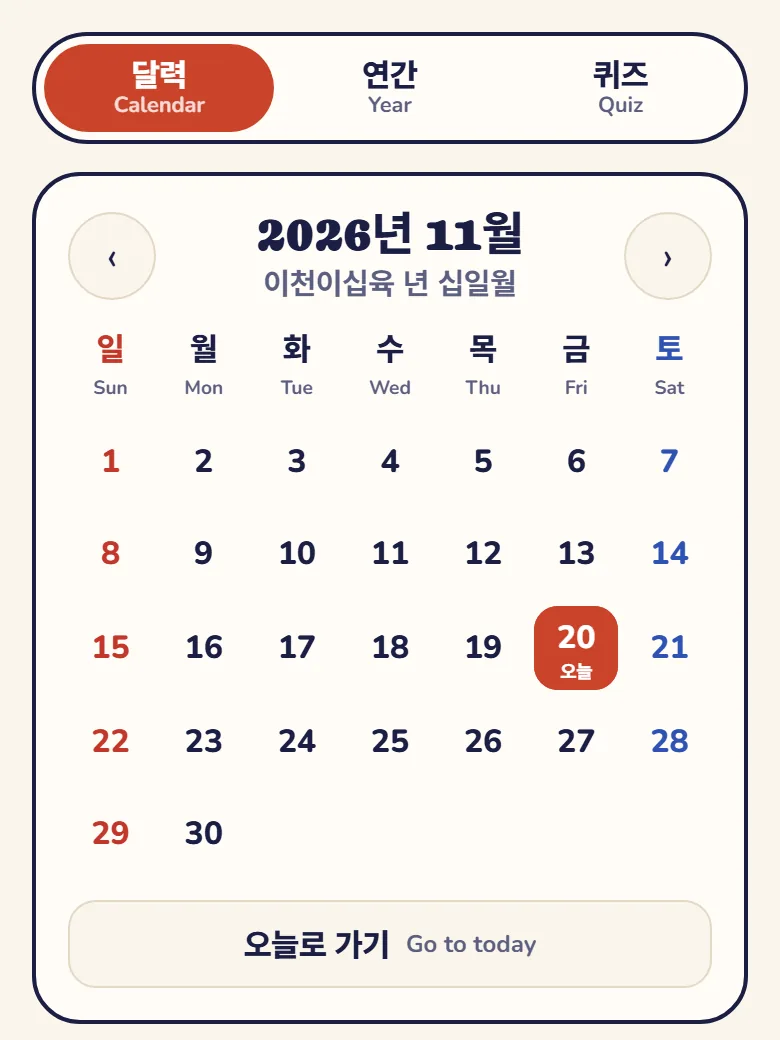 달력 연간 퀴즈
Calendar Year Quiz
‹ 2026년 11월 ›
이천이십육 년 십일월
일 월 화 수 목 금 토
Sun Mon Tue Wed Thu Fri Sat
1 2 3 4 5 6 7
8 9 10 11 12 13 14
15 16 17 18 19 20 21
오늘
22 23 24 25 26 27 28
29 30
오늘로 가기 Go to today